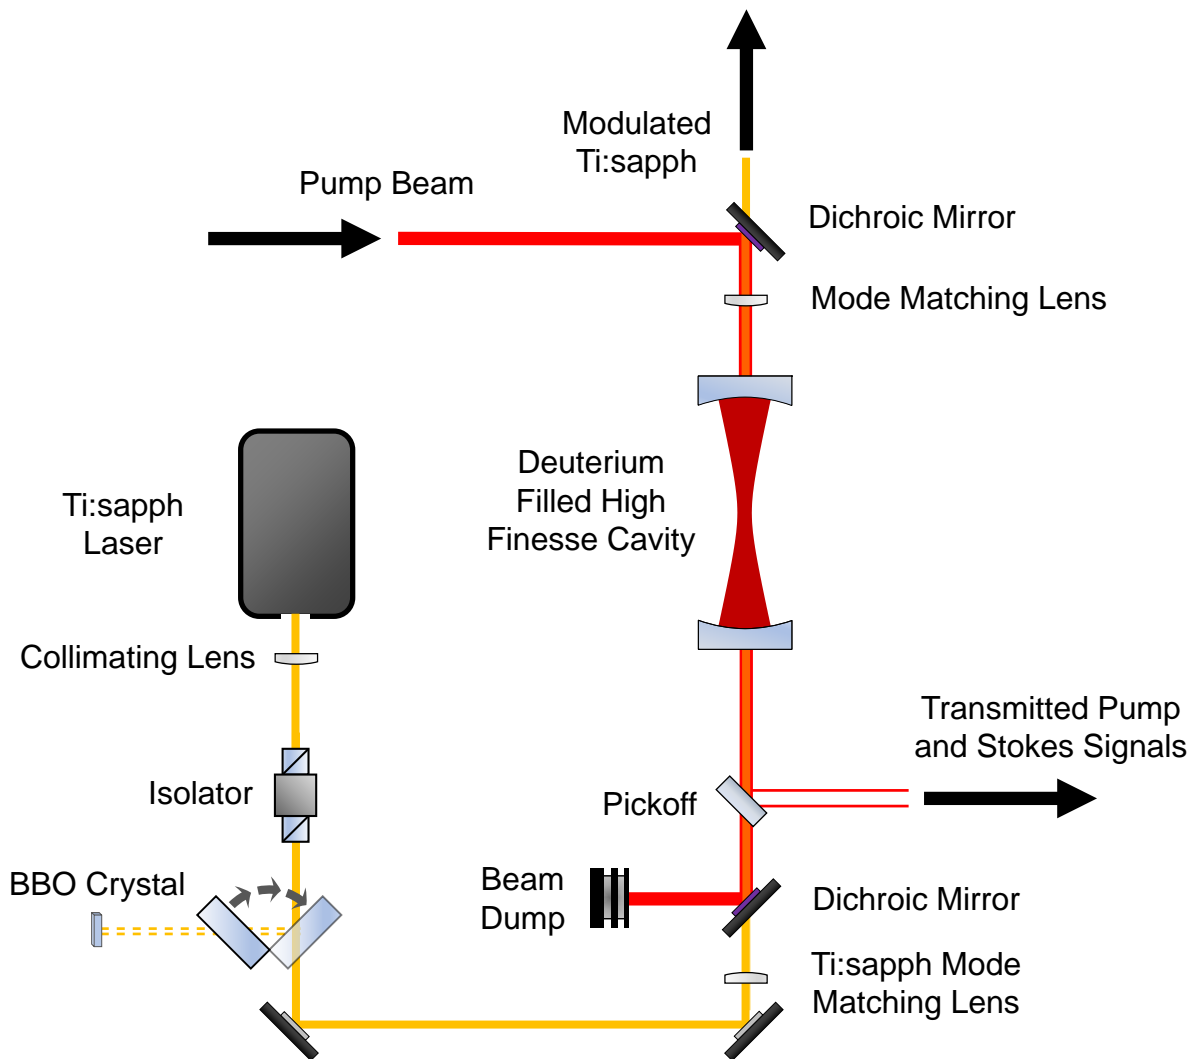 Modulated
Ti:sapph
Pump Beam
Dichroic Mirror
Mode Matching Lens
Deuterium
Filled High
Finesse Cavity
Ti:sapph
Laser
Collimating Lens
Transmitted Pump
and Stokes Signals
Isolator
Pickoff
BBO Crystal
Beam
Dump
Dichroic Mirror
Ti:sapph Mode
Matching Lens